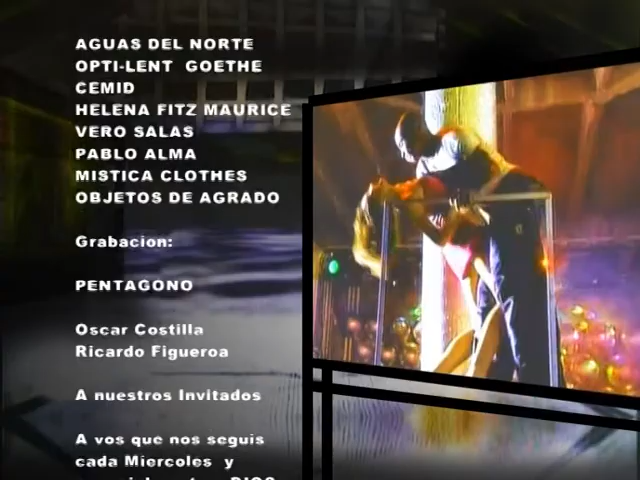 AGUAS DEL NORTE
OPTI-LENT GOETHE
CEMID
HELENA FITZ MAURICE
VERO SALAS
PABLO ALMA
MISTICA CLOTHES
OBJETOS DE AGRADO
Grabacion:
PENTAGONO
Oscar Costilla
Ricardo Figueroa
A nuestros Invitados
A vos que nos seguis
cada Miercoles y